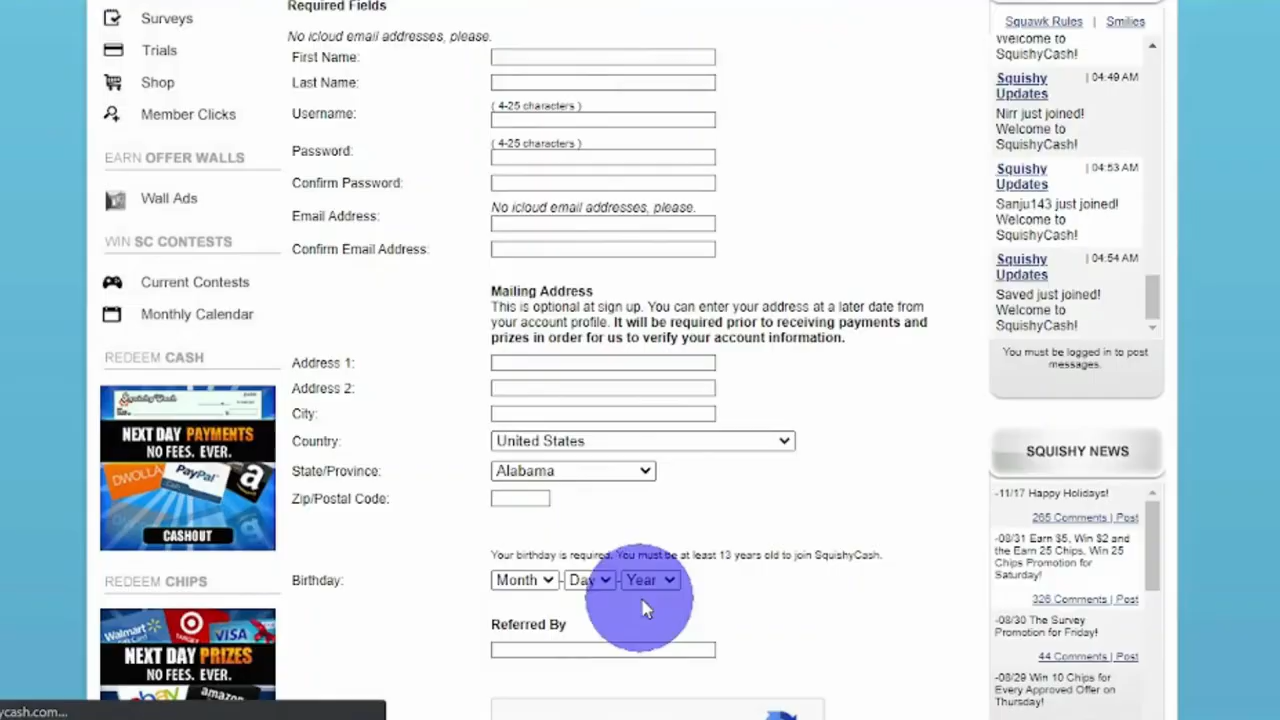 Surveys
Trials
Shop
Member Clicks
EARN OFFER WALLS
Wall Ads
WIN SC CONTESTS
Current Contests
Monthly Calendar
REDEEM CASH
SquishyCash
NEXT DAY PAYMENTS
NO FEES. EVER.
DWOLLA
PayPal
a
CASHOUT
REDEEM CHIPS
Walmart
TARGET
VISA
NEXT DAY PRIZES
NO FEES. EVER.
ebay
amazon
ycash.com...
Required Fields
No icloud email addresses, please.
First Name:
Last Name:
( 4-25 characters )
Username:
( 4-25 characters )
Password:
Confirm Password:
No icloud email addresses, please.
Email Address:
Confirm Email Address:
Mailing Address
This is optional at sign up. You can enter your address at a later date from
your account profile. It will be required prior to receiving payments and
prizes in order for us to verify your account information.
Address 1:
Address 2:
City:
Country:
United States
State/Province:
Alabama
Zip/Postal Code:
Your birthday is required. You must be at least 13 years old to join SquishyCash.
Birthday:
Month - Day - Year
Referred By
Squawk Rules | Smilies
Welcome to
SquishyCash!
Squishy | 04:49 AM
Updates
Nirr just joined!
Welcome to
SquishyCash!
Squishy | 04:53 AM
Updates
Sanju143 just joined!
Welcome to
SquishyCash!
Squishy | 04:54 AM
Updates
Saved just joined!
Welcome to
SquishyCash!
You must be logged in to post
messages.
SQUISHY NEWS
-11/17 Happy Holidays!
265 Comments | Post
-08/31 Earn $5, Win $2 and
the Earn 25 Chips, Win 25
Chips Promotion for
Saturday!
326 Comments | Post
-08/30 The Survey
Promotion for Friday!
44 Comments | Post
-08/29 Win 10 Chips for
Every Approved Offer on
Thursday!